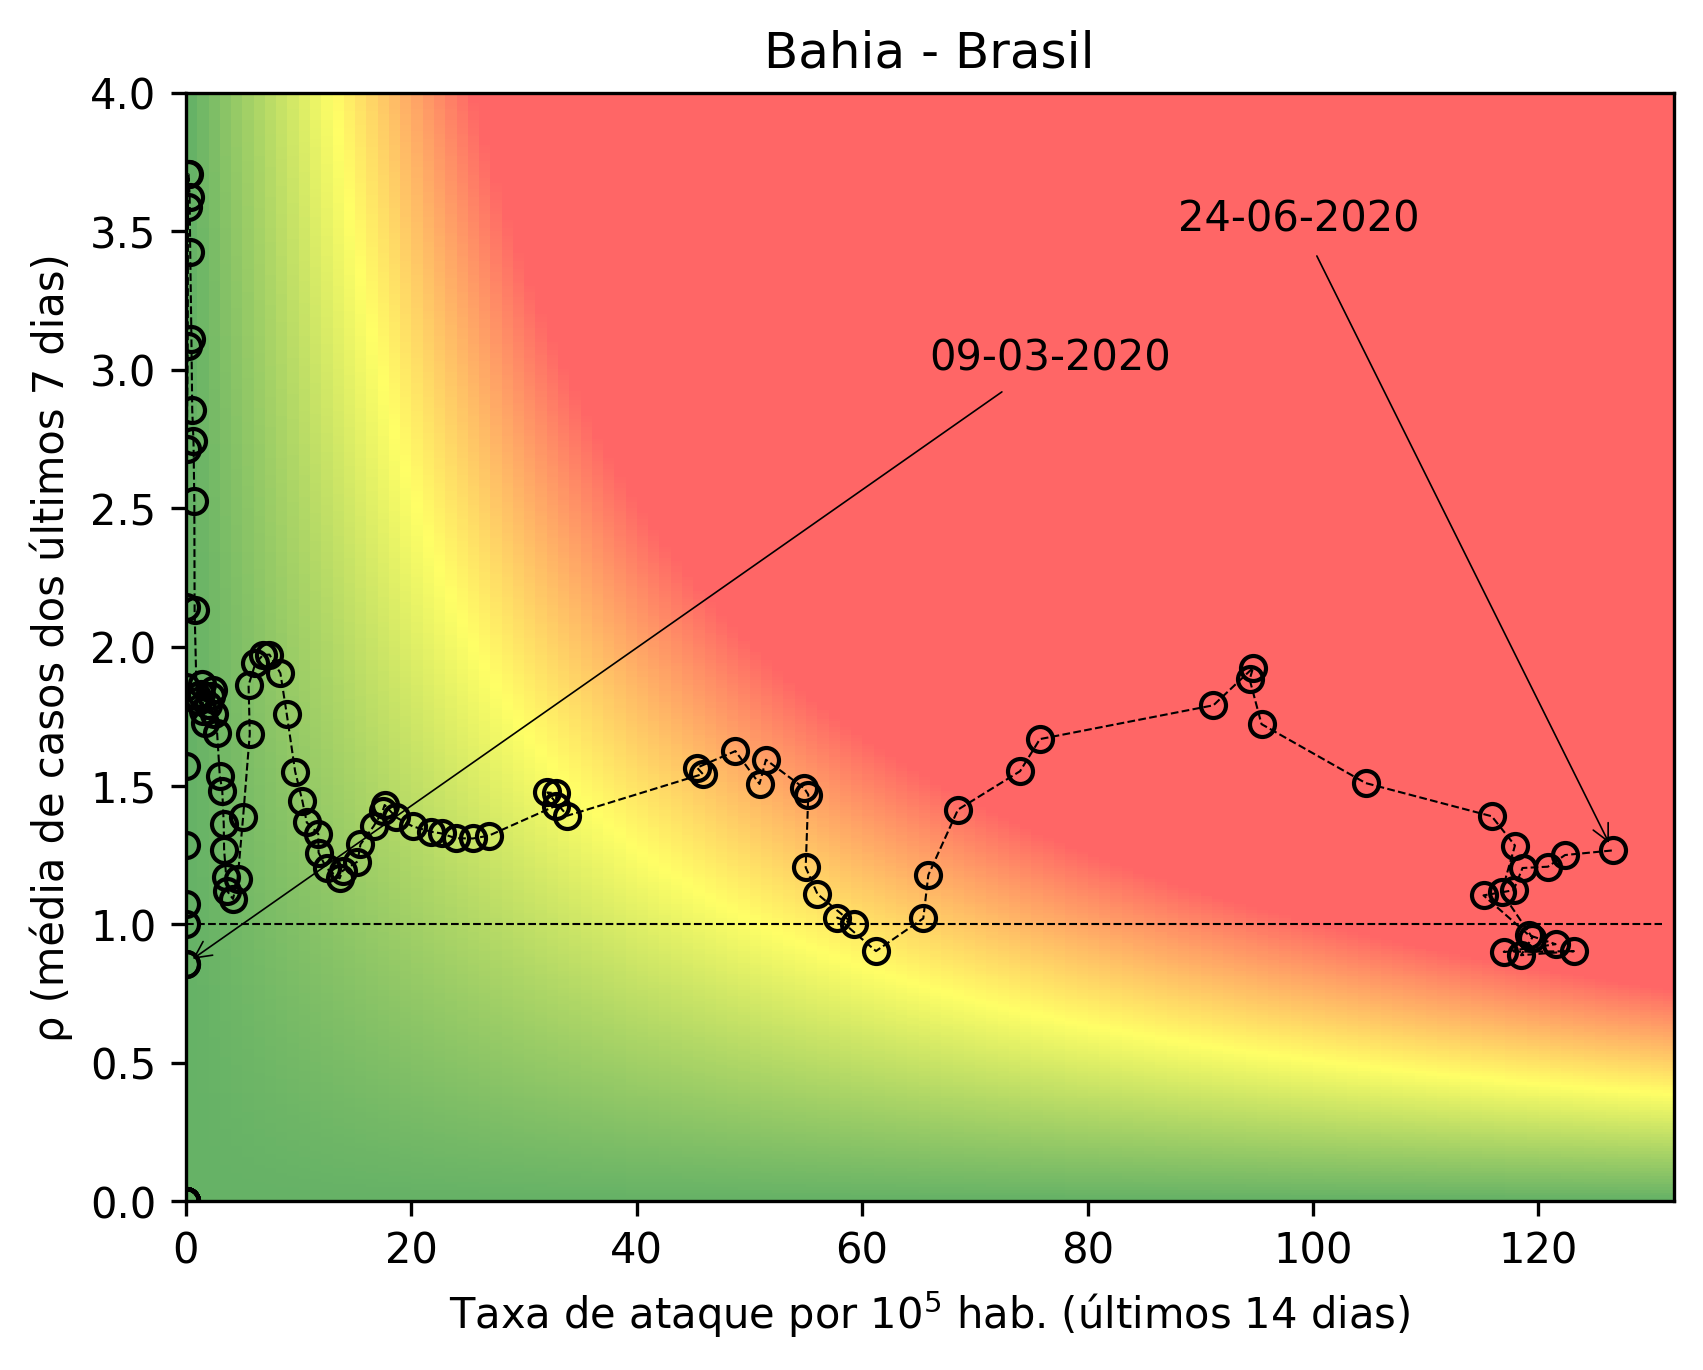 Bahia - Brasil
4.0
3.5
3.0
2.5
2.0
1.5
1.0
0.5
0.0
ρ (média de casos dos últimos 7 dias)
24-06-2020
09-03-2020
0 20 40 60 80 100 120
Taxa de ataque por 10⁵ hab. (últimos 14 dias)